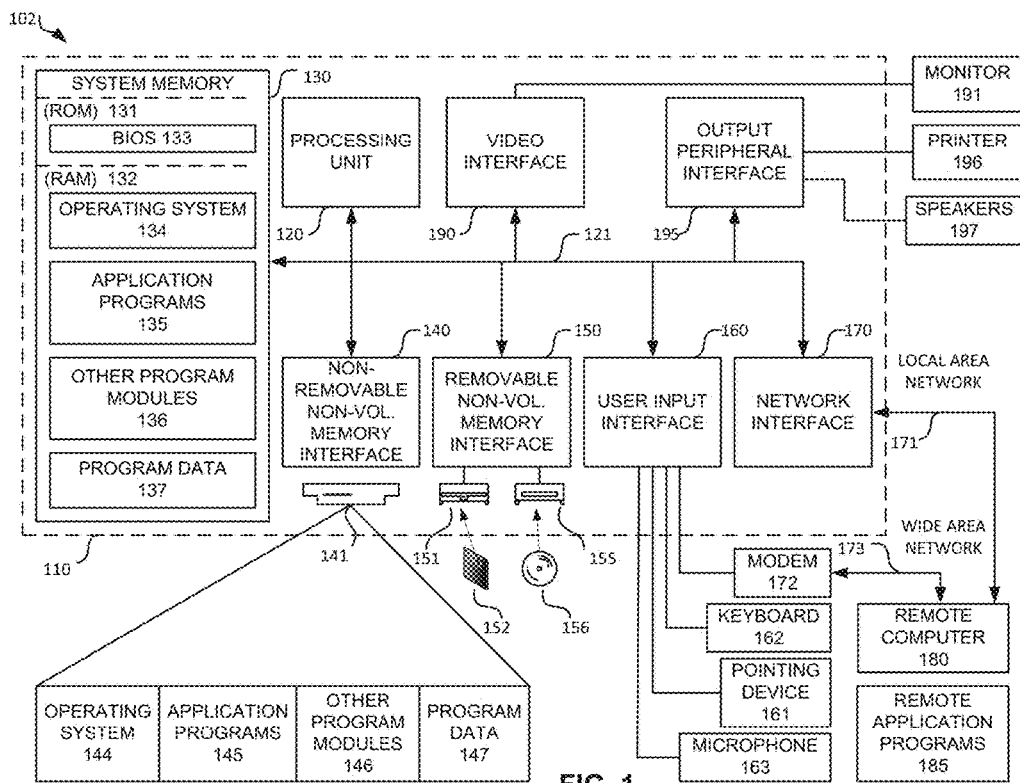 102
SYSTEM MEMORY
(ROM) 131
BIOS 133
(RAM) 132
OPERATING SYSTEM
134
APPLICATION
PROGRAMS
135
OTHER PROGRAM
MODULES
136
PROGRAM DATA
137
130
PROCESSING
UNIT
120
VIDEO
INTERFACE
190
OUTPUT
PERIPHERAL
INTERFACE
195
121
MONITOR
191
PRINTER
196
SPEAKERS
197
140
NON-
REMOVABLE
NON-VOL.
MEMORY
INTERFACE
150
REMOVABLE
NON-VOL.
MEMORY
INTERFACE
160
USER INPUT
INTERFACE
170
NETWORK
INTERFACE
LOCAL AREA
NETWORK
171
110
141
151
152
155
156
WIDE AREA
NETWORK
173
MODEM
172
KEYBOARD
162
POINTING
DEVICE
161
MICROPHONE
163
REMOTE
COMPUTER
180
REMOTE
APPLICATION
PROGRAMS
185
OPERATING
SYSTEM
144
APPLICATION
PROGRAMS
145
OTHER
PROGRAM
MODULES
146
PROGRAM
DATA
147
FIG. 1